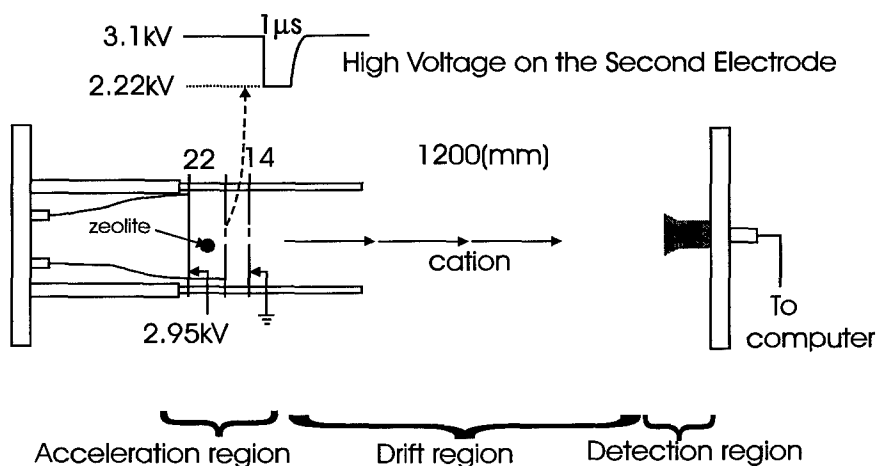 1μs
3.1kV
High Voltage on the Second Electrode
2.22kV
22 14
1200(mm)
zeolite
cation
2.95kV
To
computer
Acceleration region
Drift region
Detection region